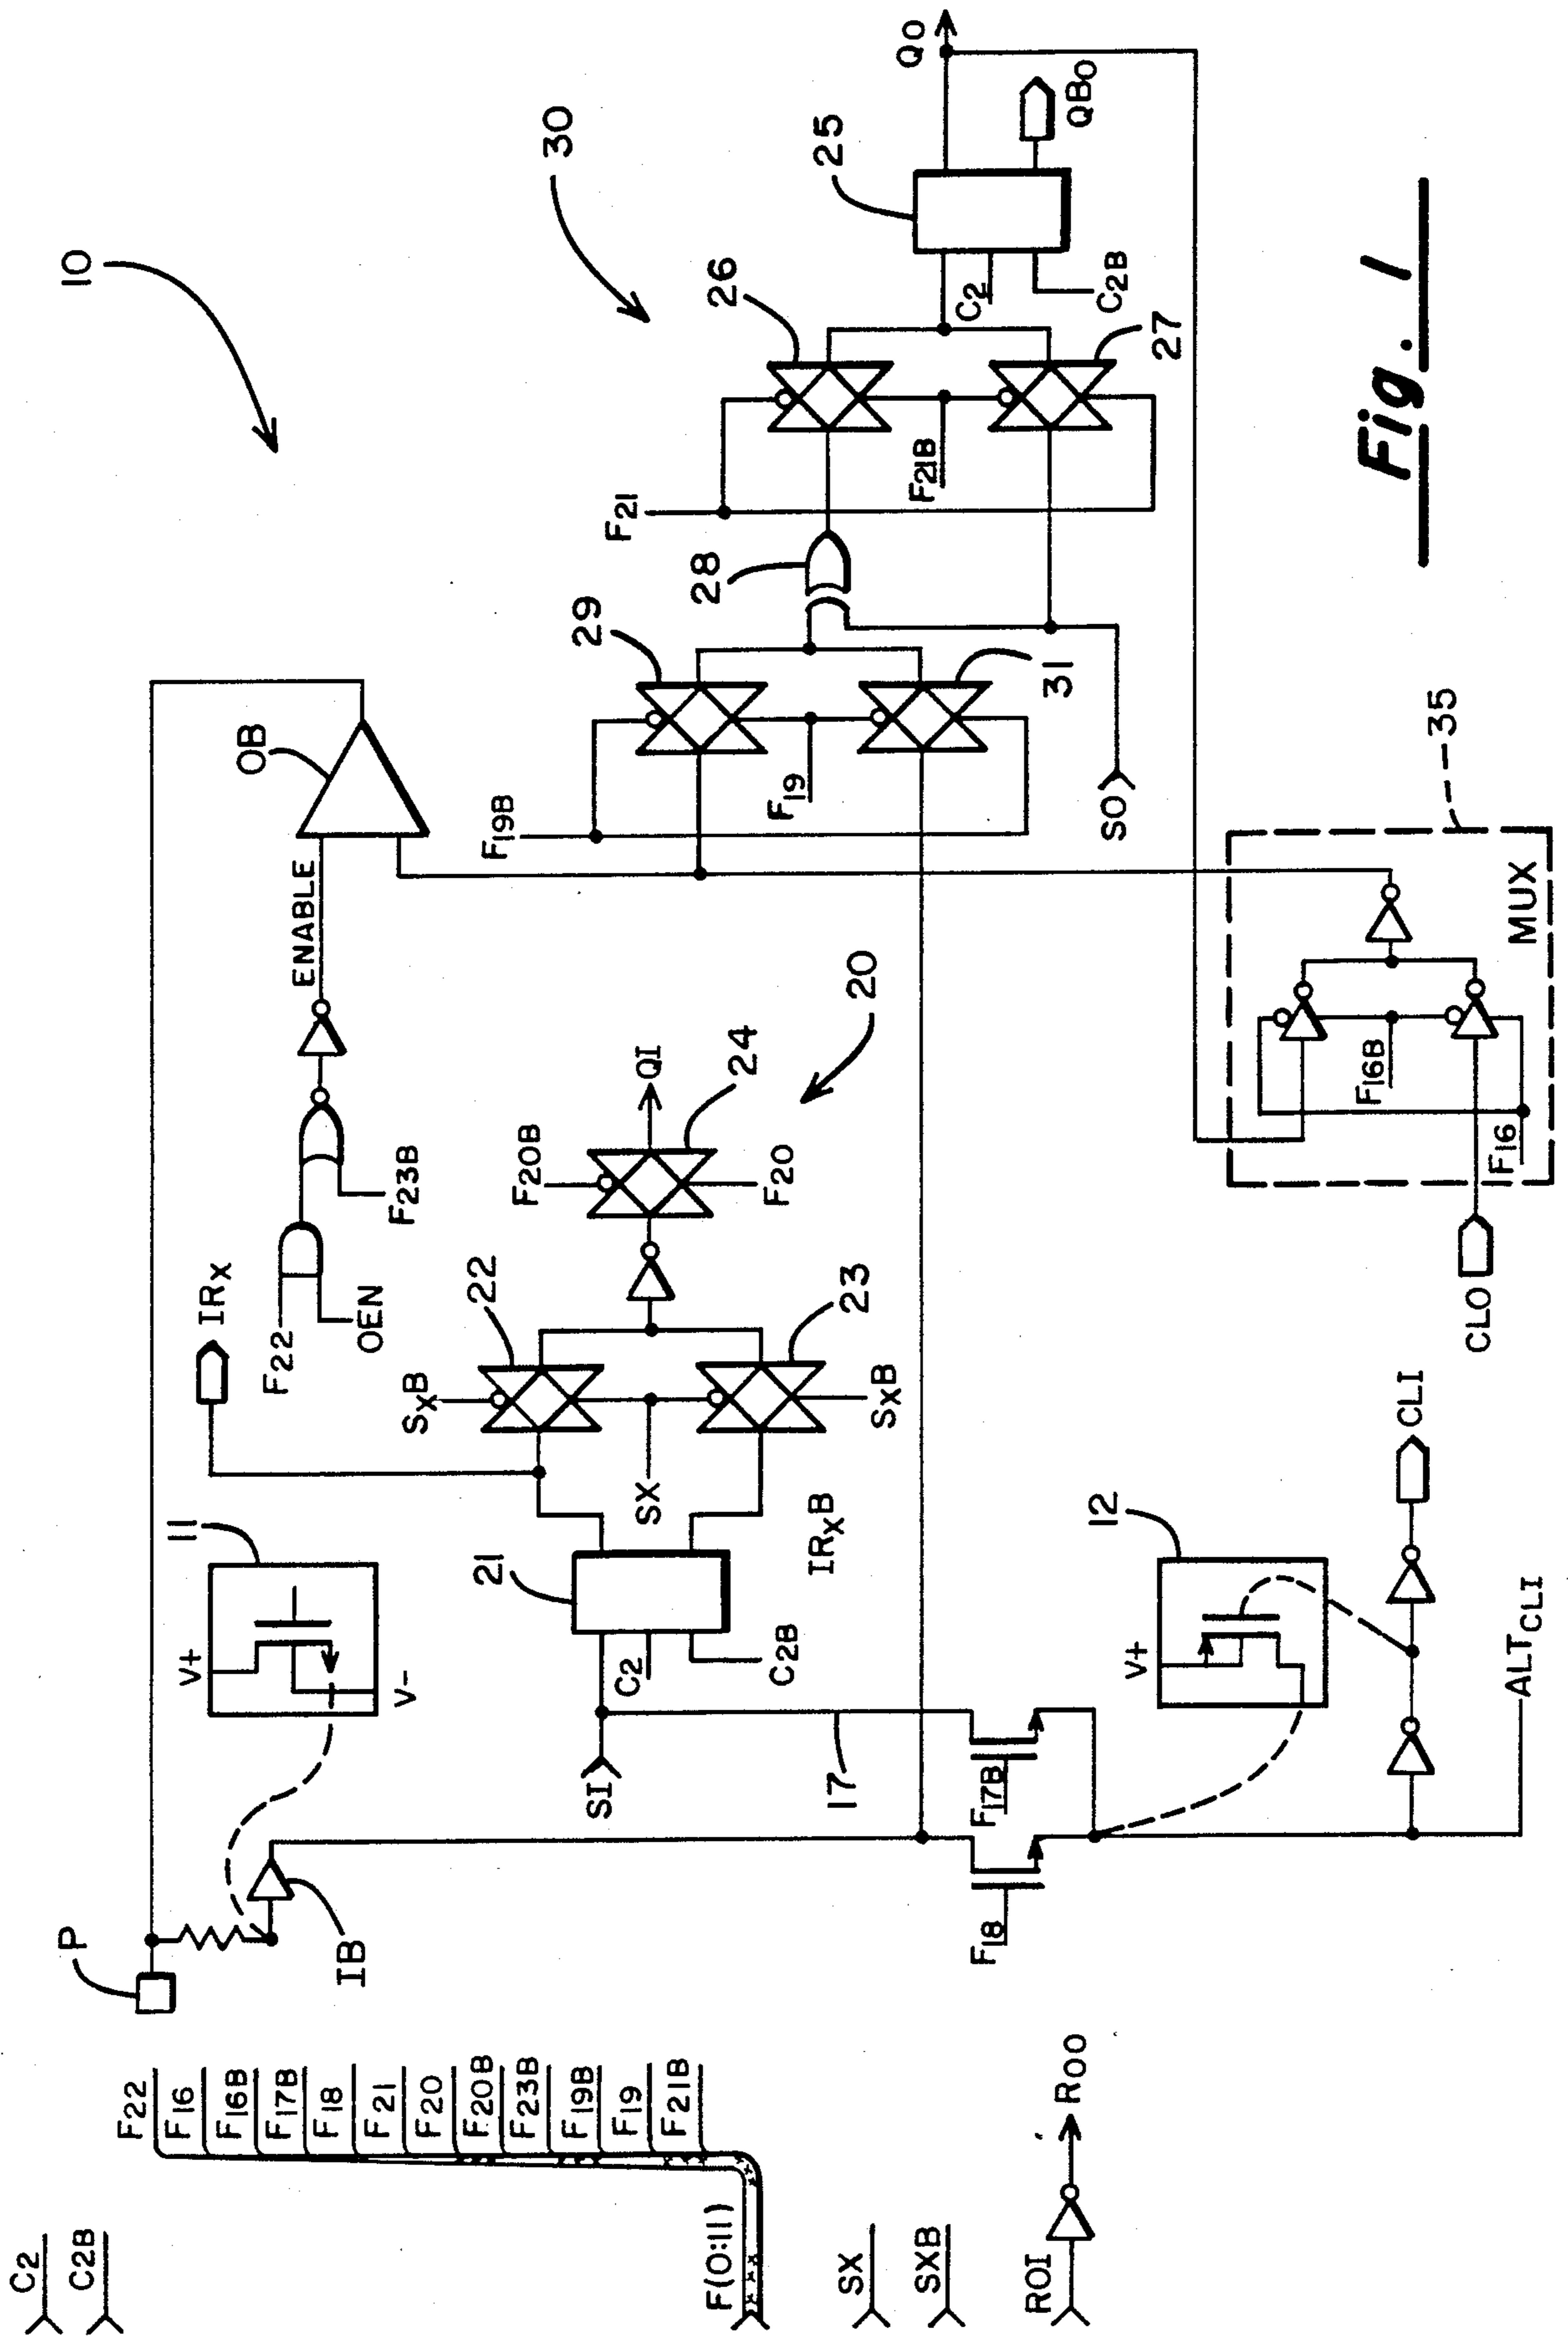 C2
C2B
F22
F16
F16B
F17B
F18
F21
F20
F20B
F23B
F19B
F19
F21B
F(0:11)
SX
SXB
ROI
ROO
P
IB
11
V+
V-
IRX
F22
OEN
F23B
ENABLE
OB
10
SI
17
C2
C2B
21
IRXB
SX
SXB
SXB
22
23
F20B
F20
24
QI
20
F18
F17B
12
V+
ALTCLI
CLI
CLO
F16
F16B
MUX
35
F19B
F19
29
31
SO
28
F21
F21B
26
27
30
C2
C2B
25
QO
QBO
Fig. 1